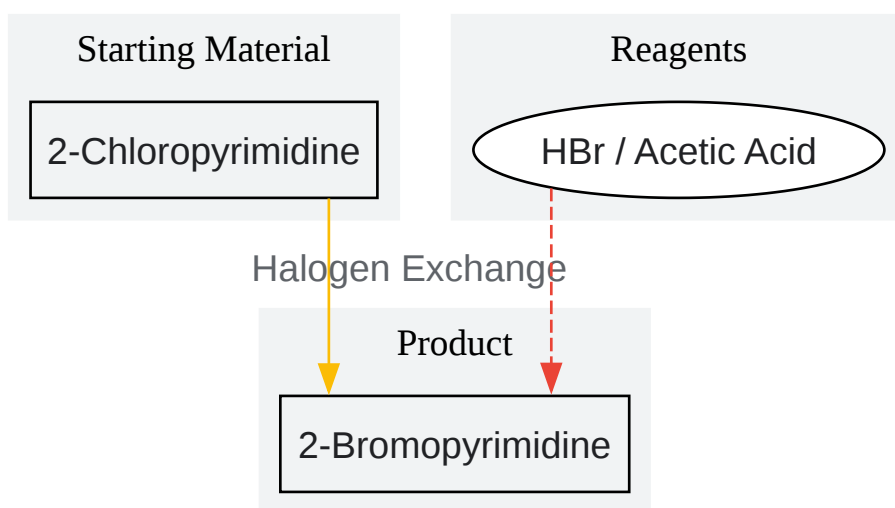 Starting Material
Reagents
2-Chloropyrimidine
HBr / Acetic Acid
Halogen Exchange
Product
2-Bromopyrimidine